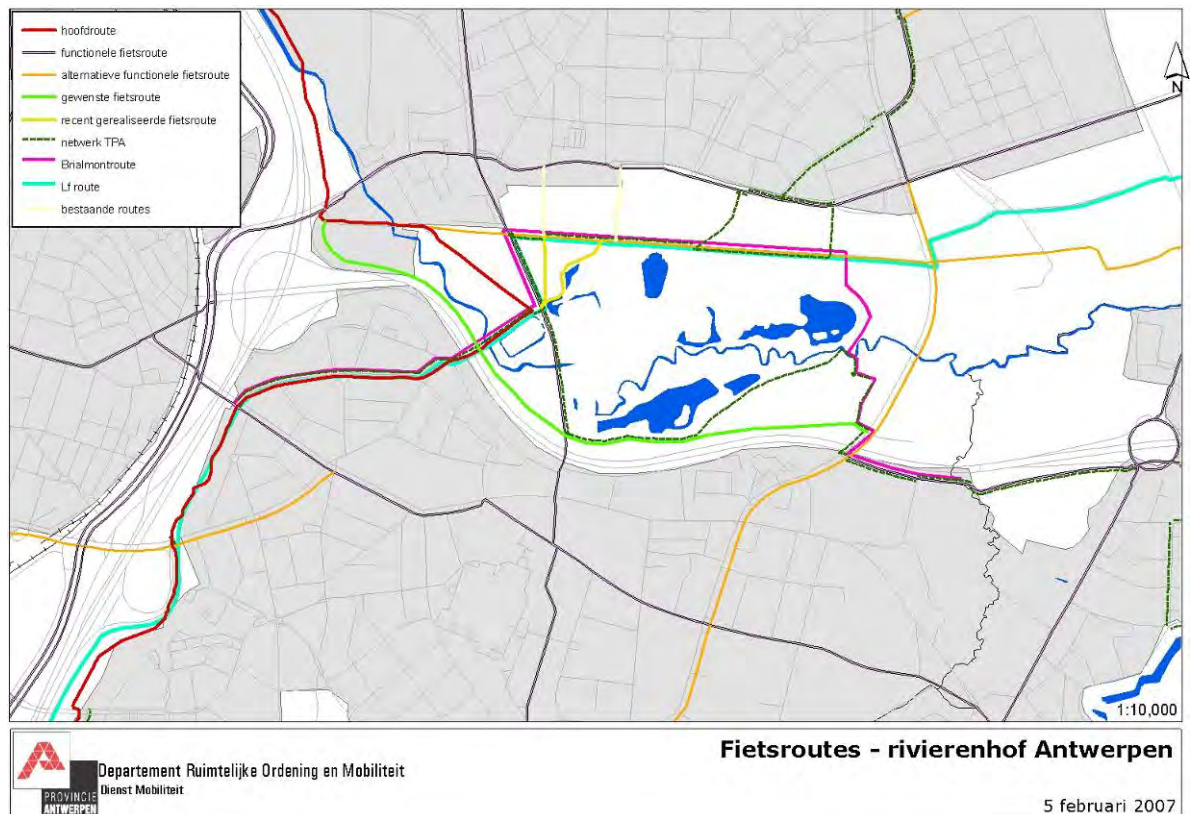 hoofdroute
functionele fietsroute
alternatieve functionele fietsroute
gewenste fietsroute
recent gerealiseerde fietsroute
netwerk TPA
Brialmontroute
Lf route
bestaande routes
N
1:10,000
Fietsroutes - rivierenhof Antwerpen
Departement Ruimtelijke Ordening en Mobiliteit
Dienst Mobiliteit
PROVINCIE
ANTWERPEN
5 februari 2007